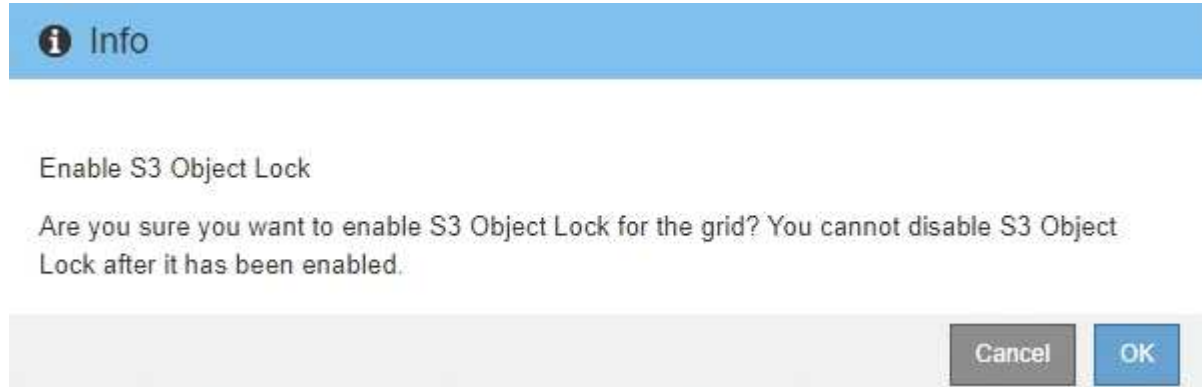 Info
Enable S3 Object Lock
Are you sure you want to enable S3 Object Lock for the grid? You cannot disable S3 Object
Lock after it has been enabled.
Cancel OK